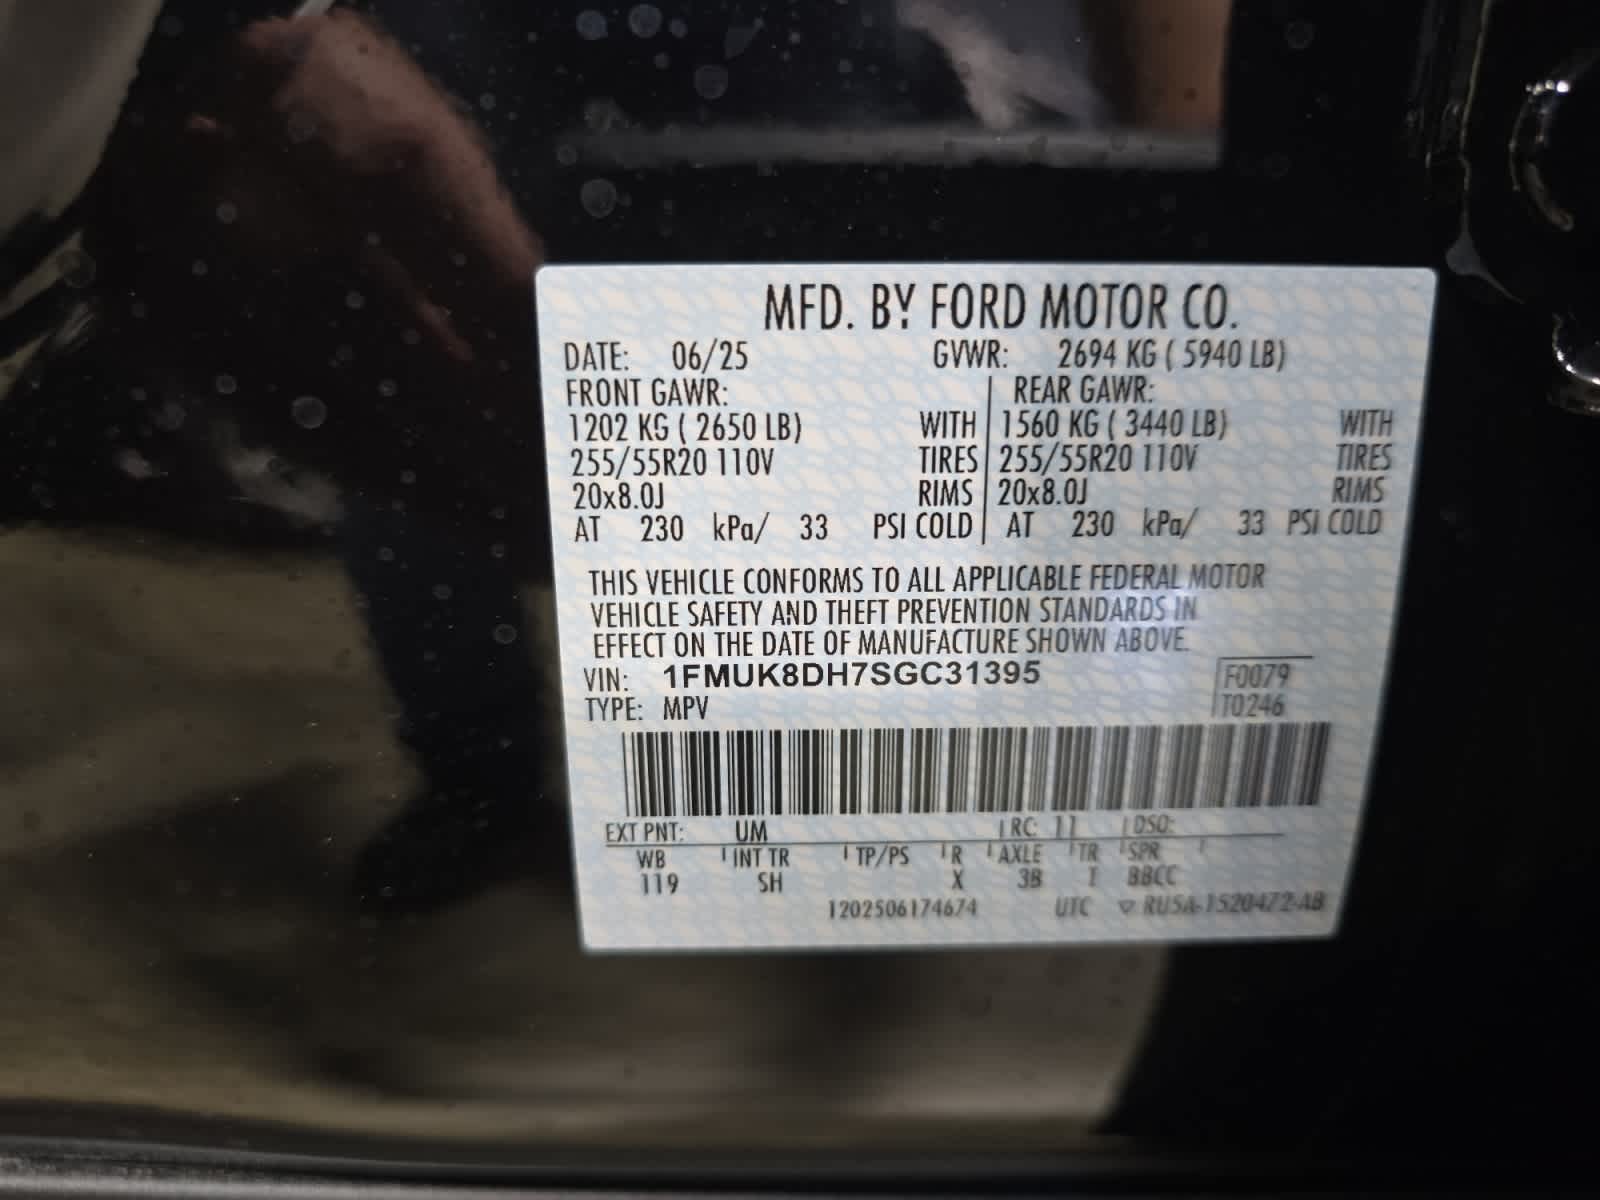 MFD. BY FORD MOTOR CO.
DATE: 06/25 GVWR: 2694 KG ( 5940 LB)
FRONT GAWR: REAR GAWR:
1202 KG ( 2650 LB) WITH 1560 KG ( 3440 LB) WITH
255/55R20 110V TIRES 255/55R20 110V TIRES
20x8.0J RIMS 20x8.0J RIMS
AT 230 kPa/ 33 PSI COLD AT 230 kPa/ 33 PSI COLD
THIS VEHICLE CONFORMS TO ALL APPLICABLE FEDERAL MOTOR
VEHICLE SAFETY AND THEFT PREVENTION STANDARDS IN
EFFECT ON THE DATE OF MANUFACTURE SHOWN ABOVE.
VIN: 1FMUK8DH7SGC31395 F0079
TYPE: MPV T0246
EXT PNT: UM RC: 11 DSO:
WB INT TR TP/PS R AXLE TR SPR
119 SH X 3B T BBCC
1202506174674 UTC ▽ RU5A-1520472-AB